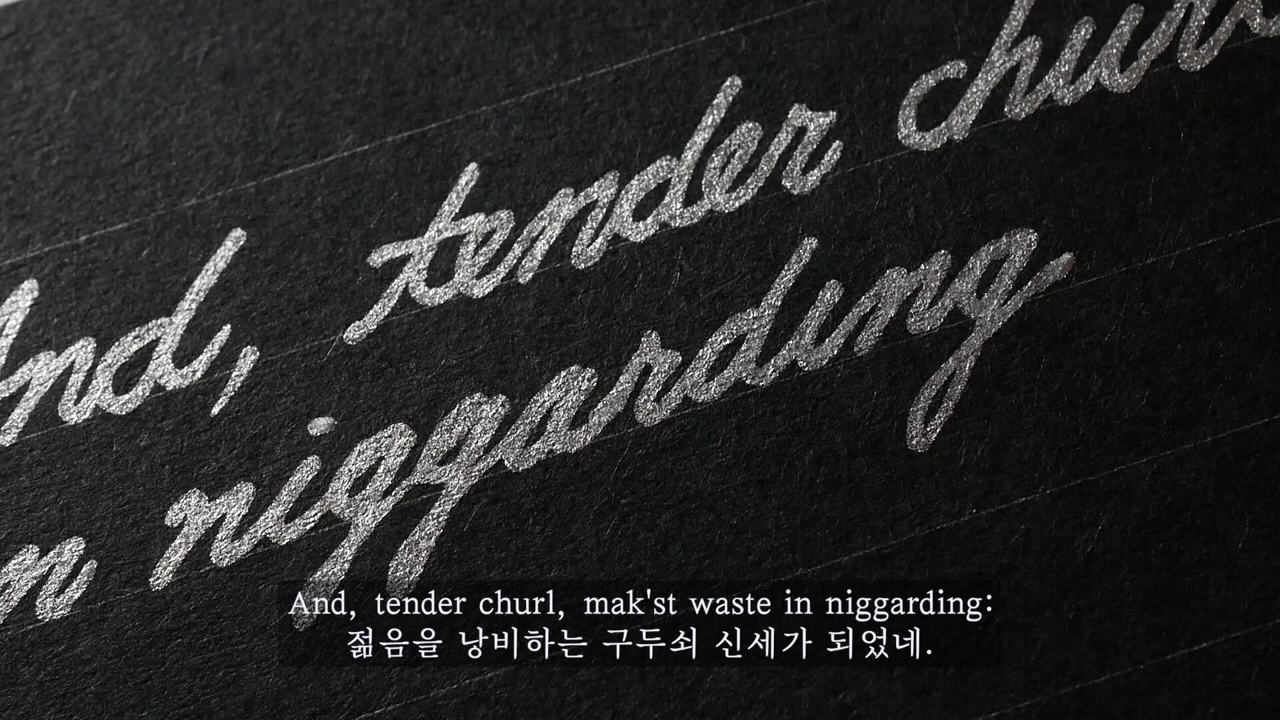 And, tender chur
n niggarding
And, tender churl, mak'st waste in niggarding:
젊음을 낭비하는 구두쇠 신세가 되었네.